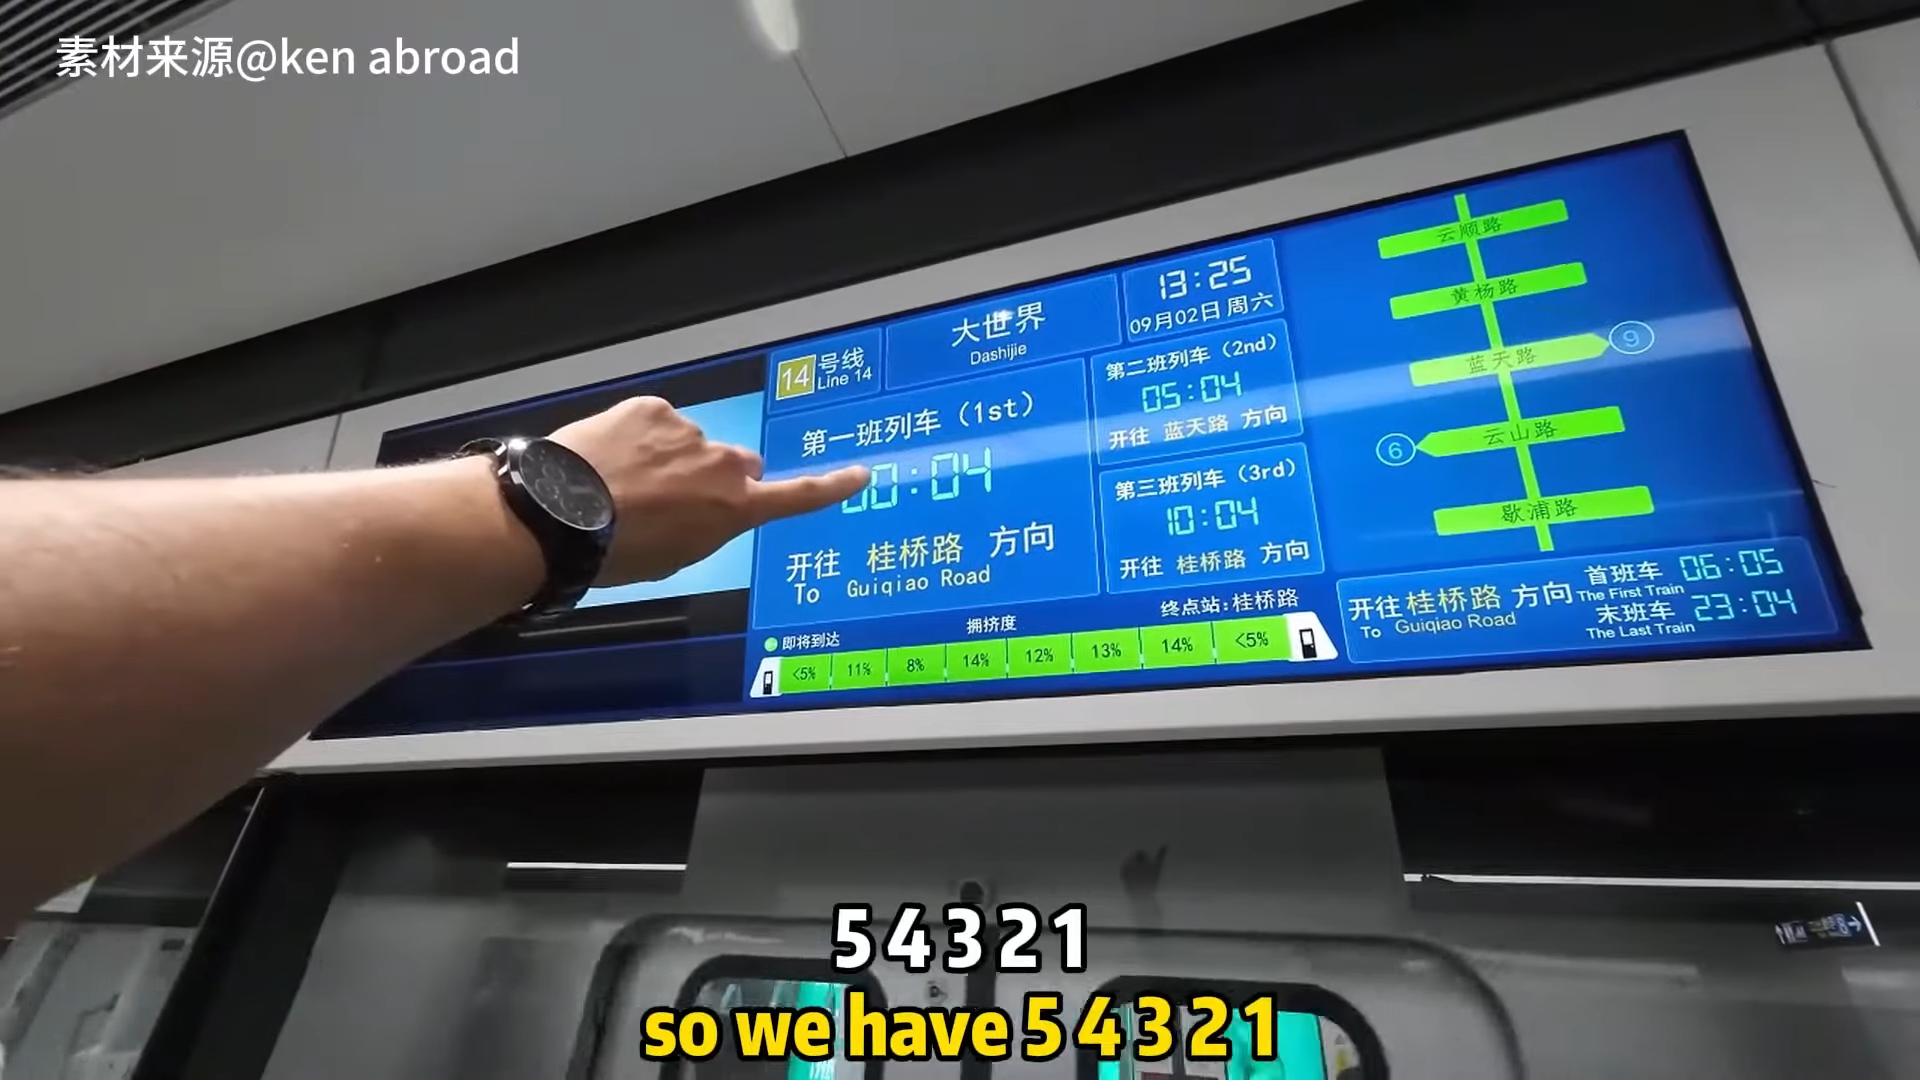 素材来源@ken abroad
14 号线
Line 14
大世界
Dashijie
13:25
09月02日 周六
第一班列车（1st）
00:04
开往 桂桥路 方向
To Guiqiao Road
第二班列车（2nd）
05:04
开往 蓝天路 方向
第三班列车（3rd）
10:04
开往 桂桥路 方向
即将到达
拥挤度
终点站:桂桥路
<5% 11% 8% 14% 12% 13% 14% <5%
云顺路
黄杨路
蓝天路 9
6 云山路
歇浦路
开往 桂桥路 方向
To Guiqiao Road
首班车 06:05
The First Train
末班车 23:04
The Last Train
5 4 3 2 1
so we have 5 4 3 2 1